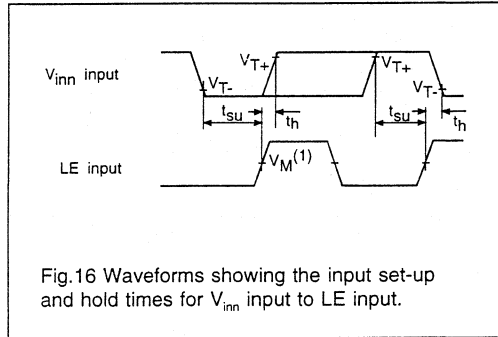 V_T+ V_T+
V_inn input
V_T- V_T-
t_su t_h t_su t_h
LE input V_M^(1)
Fig.16 Waveforms showing the input set-up
and hold times for V_inn input to LE input.